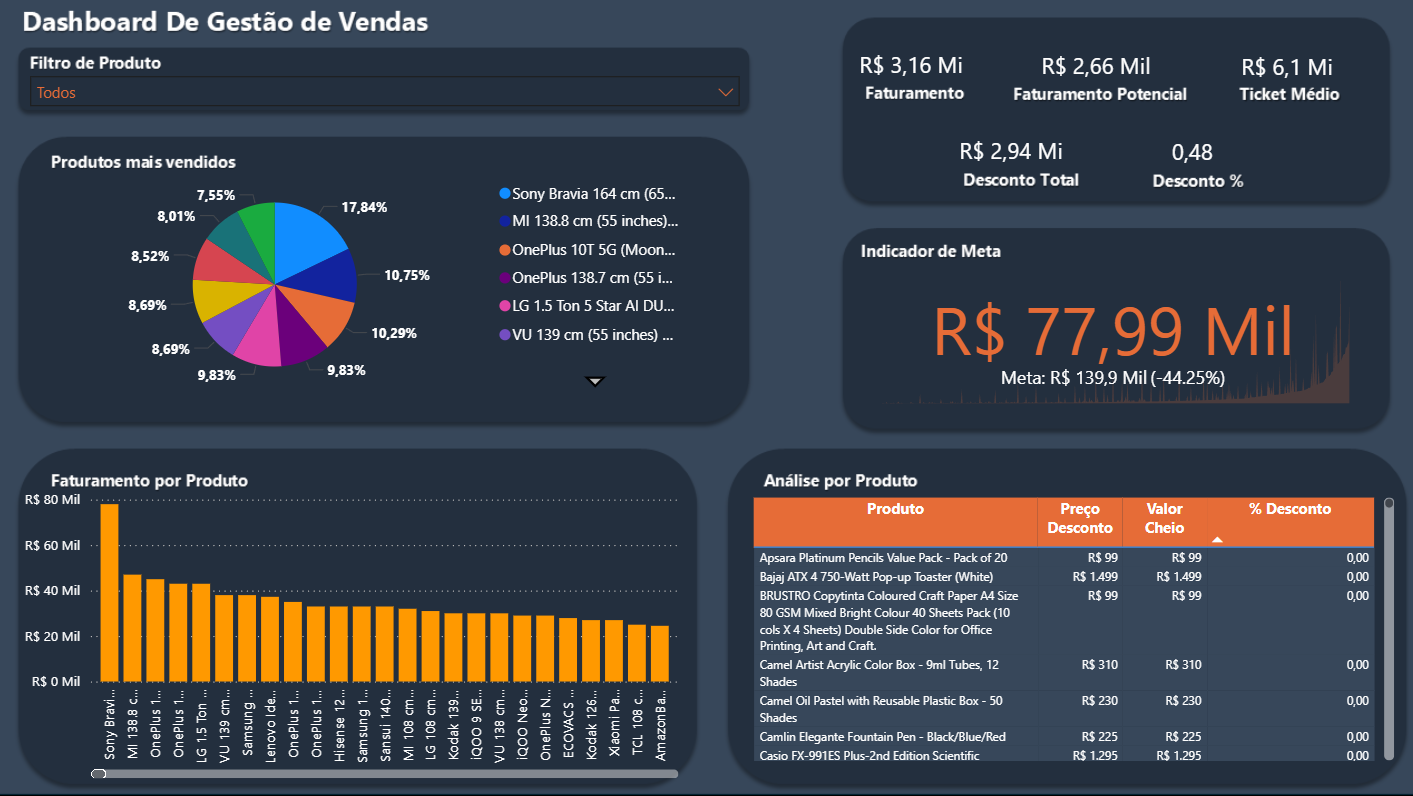 Dashboard De Gestão de Vendas
Filtro de Produto
Todos
R$ 3,16 Mi
Faturamento
R$ 2,66 Mil
Faturamento Potencial
R$ 6,1 Mi
Ticket Médio
R$ 2,94 Mi
Desconto Total
0,48
Desconto %
Produtos mais vendidos
17,84%
10,75%
10,29%
9,83%
9,83%
8,69%
8,69%
8,52%
8,01%
7,55%
Sony Bravia 164 cm (65...
MI 138.8 cm (55 inches)...
OnePlus 10T 5G (Moon...
OnePlus 138.7 cm (55 i...
LG 1.5 Ton 5 Star AI DU...
VU 139 cm (55 inches) ...
Indicador de Meta
R$ 77,99 Mil
Meta: R$ 139,9 Mil (-44.25%)
Faturamento por Produto
R$ 80 Mil
R$ 60 Mil
R$ 40 Mil
R$ 20 Mil
R$ 0 Mil
Sony Bravi...
MI 138.8 c...
OnePlus 1...
OnePlus 1...
LG 1.5 Ton ...
VU 139 cm...
Samsung ...
Lenovo Ide...
OnePlus 1...
OnePlus 1...
Hisense 12...
Samsung 1...
Sansui 140...
MI 108 cm...
LG 108 cm...
Kodak 139...
iQOO 9 SE...
VU 138 cm...
iQOO Neo...
OnePlus N...
ECOVACS ...
Kodak 126...
Xiaomi Pa...
TCL 108 c...
AmazonBa...
Análise por Produto
Produto Preço Desconto Valor Cheio % Desconto
Apsara Platinum Pencils Value Pack - Pack of 20 R$ 99 R$ 99 0,00
Bajaj ATX 4 750-Watt Pop-up Toaster (White) R$ 1.499 R$ 1.499 0,00
BRUSTRO Copytinta Coloured Craft Paper A4 Size R$ 99 R$ 99 0,00
80 GSM Mixed Bright Colour 40 Sheets Pack (10
cols X 4 Sheets) Double Side Color for Office
Printing, Art and Craft.
Camel Artist Acrylic Color Box - 9ml Tubes, 12 R$ 310 R$ 310 0,00
Shades
Camel Oil Pastel with Reusable Plastic Box - 50 R$ 230 R$ 230 0,00
Shades
Camlin Elegante Fountain Pen - Black/Blue/Red R$ 225 R$ 225 0,00
Casio FX-991ES Plus-2nd Edition Scientific R$ 1.295 R$ 1.295 0,00